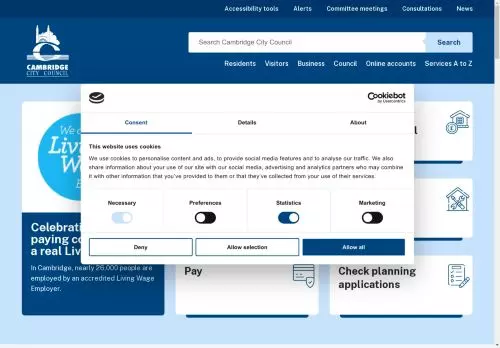 Accessibility tools Alerts Committee meetings Consultations News
CAMBRIDGE
CITY COUNCIL
Search Cambridge City Council
Search
Residents Visitors Business Council Online accounts Services A to Z
Cookiebot
by Usercentrics
Consent Details About
This website uses cookies
We use cookies to personalise content and ads, to provide social media features and to analyse our traffic. We also
share information about your use of our site with our social media, advertising and analytics partners who may combine
it with other information that you've provided to them or that they've collected from your use of their services.
Necessary Preferences Statistics Marketing
Deny Allow selection Allow all
We
Celebrati
paying co
a real Liv
In Cambridge, nearly 26,000 people are
employed by an accredited Living Wage
Employer.
Pay
Check planning
applications